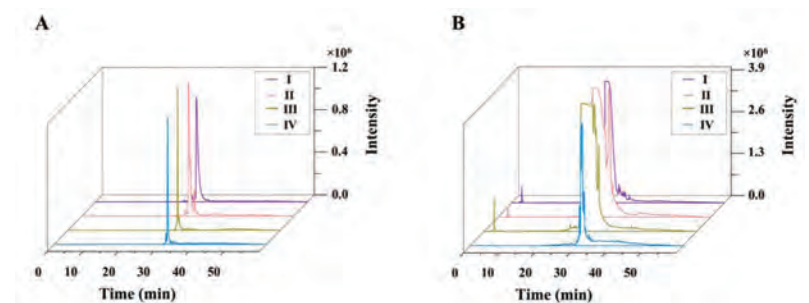 A
×10⁶
1.2
I
II
III
IV
0.8
0.4
0.0
Intensity
0 10 20 30 40 50
Time (min)
B
×10⁶
3.9
I
II
III
IV
2.6
1.3
0.0
Intensity
0 10 20 30 40 50
Time (min)